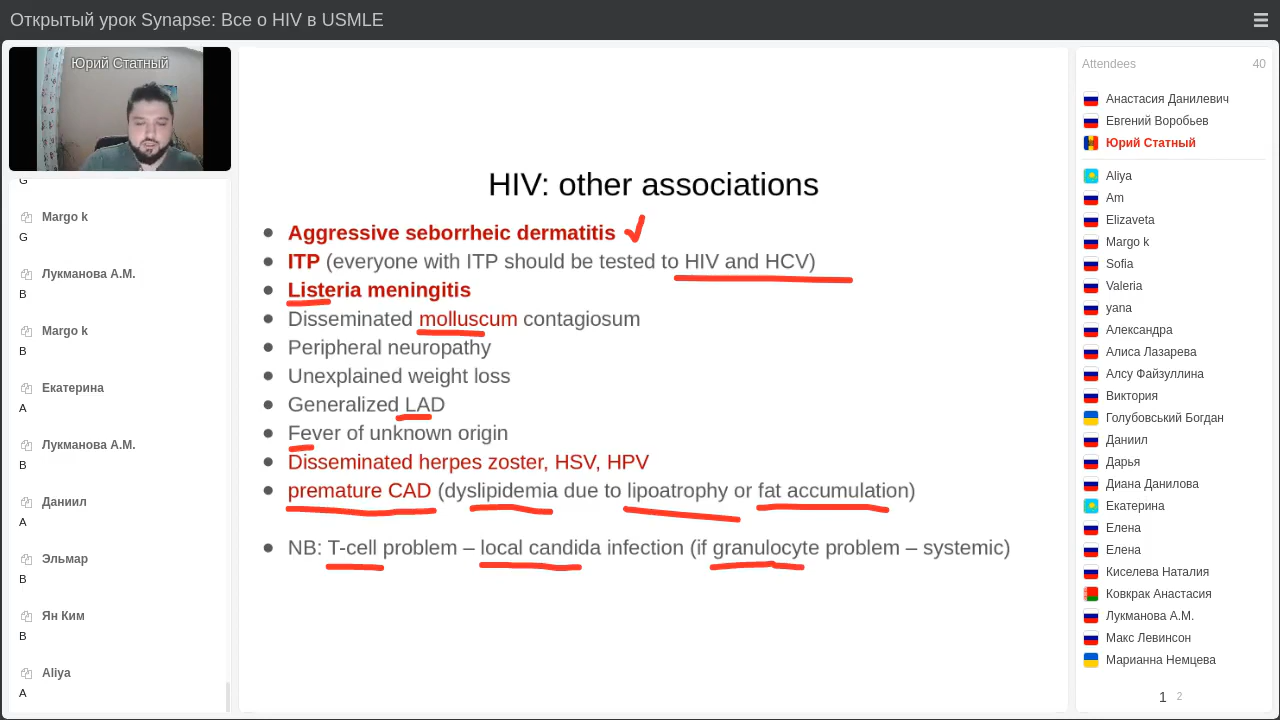 Открытый урок Synapse: Все о HIV в USMLE
Юрий Статный
G
Margo k
G
Лукманова А.М.
B
Margo k
B
Екатерина
A
Лукманова А.М.
B
Даниил
A
Эльмар
B
Ян Ким
B
Aliya
A
HIV: other associations
Aggressive seborrheic dermatitis
ITP (everyone with ITP should be tested to HIV and HCV)
Listeria meningitis
Disseminated molluscum contagiosum
Peripheral neuropathy
Unexplained weight loss
Generalized LAD
Fever of unknown origin
Disseminated herpes zoster, HSV, HPV
premature CAD (dyslipidemia due to lipoatrophy or fat accumulation)
NB: T-cell problem – local candida infection (if granulocyte problem – systemic)
Attendees 40
Анастасия Данилевич
Евгений Воробьев
Юрий Статный
Aliya
Am
Elizaveta
Margo k
Sofia
Valeria
yana
Александра
Алиса Лазарева
Алсу Файзуллина
Виктория
Голубовський Богдан
Даниил
Дарья
Диана Данилова
Екатерина
Елена
Елена
Киселева Наталия
Ковкрак Анастасия
Лукманова А.М.
Макс Левинсон
Марианна Немцева
1 2